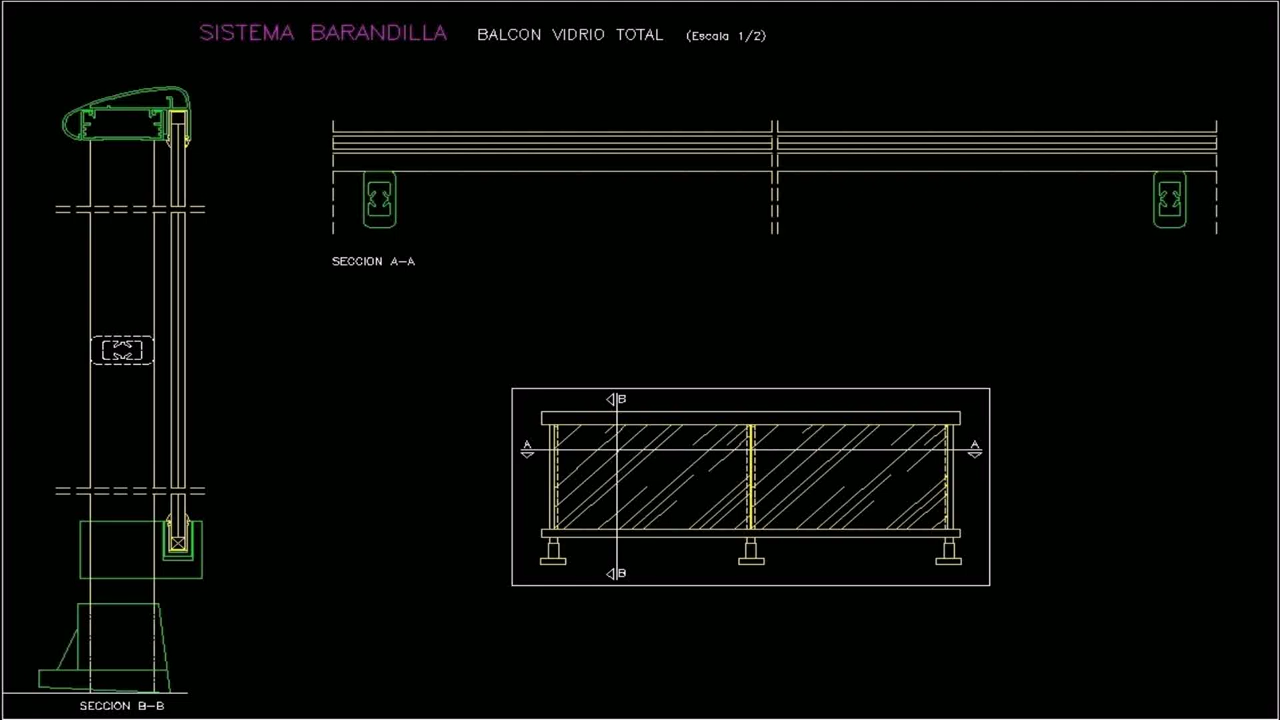 SISTEMA BARANDILLA BALCON VIDRIO TOTAL (Escala 1/2)
SECCION A-A
B
A A
B
SECCION B-B